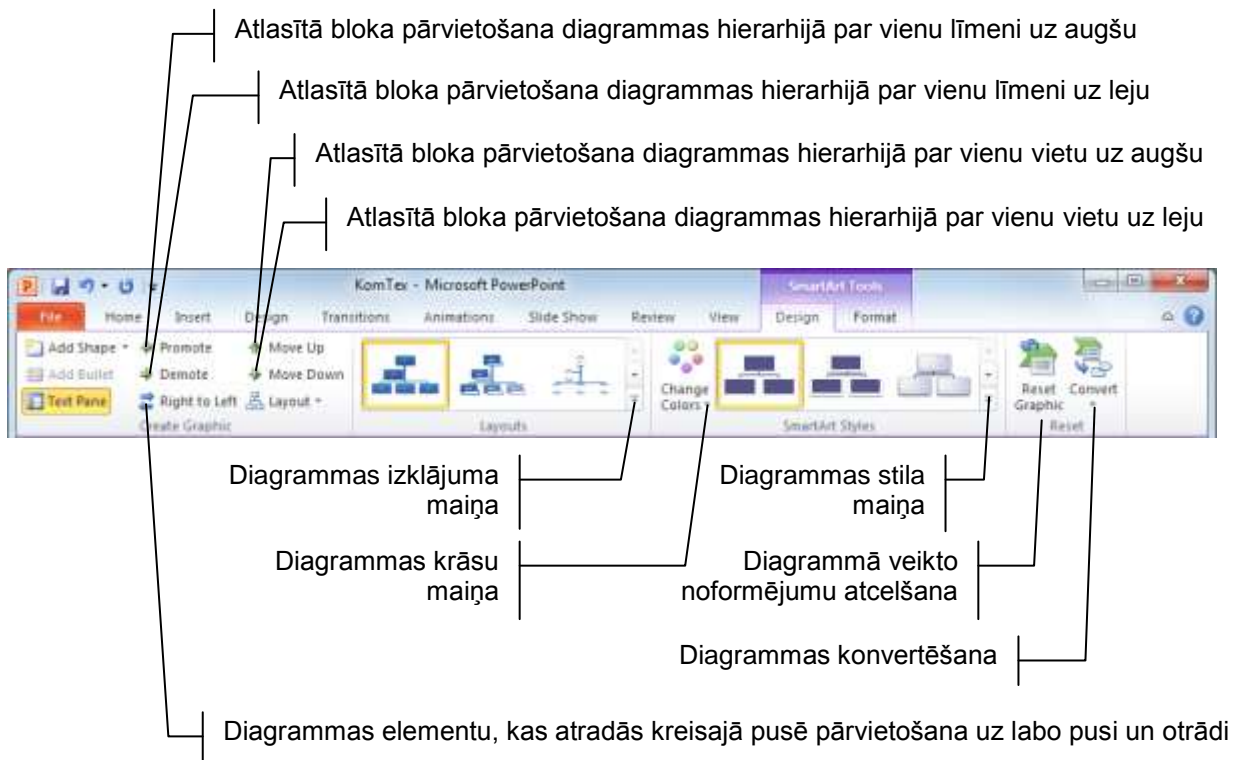 Atlasītā bloka pārvietošana diagrammas hierarhijā par vienu līmeni uz augšu
Atlasītā bloka pārvietošana diagrammas hierarhijā par vienu līmeni uz leju
Atlasītā bloka pārvietošana diagrammas hierarhijā par vienu vietu uz augšu
Atlasītā bloka pārvietošana diagrammas hierarhijā par vienu vietu uz leju
KomTex - Microsoft PowerPoint SmartArt Tools
File Home Insert Design Transitions Animations Slide Show Review View Design Format
Add Shape Promote Move Up
Add Bullet Demote Move Down
Text Pane Right to Left Layout
Change Colors
Reset Graphic
Convert
Create Graphic Layouts SmartArt Styles Reset
Diagrammas izklājuma
maiņa
Diagrammas stila
maiņa
Diagrammas krāsu
maiņa
Diagrammā veikto
noformējumu atcelšana
Diagrammas konvertēšana
Diagrammas elementu, kas atradās kreisajā pusē pārvietošana uz labo pusi un otrādi